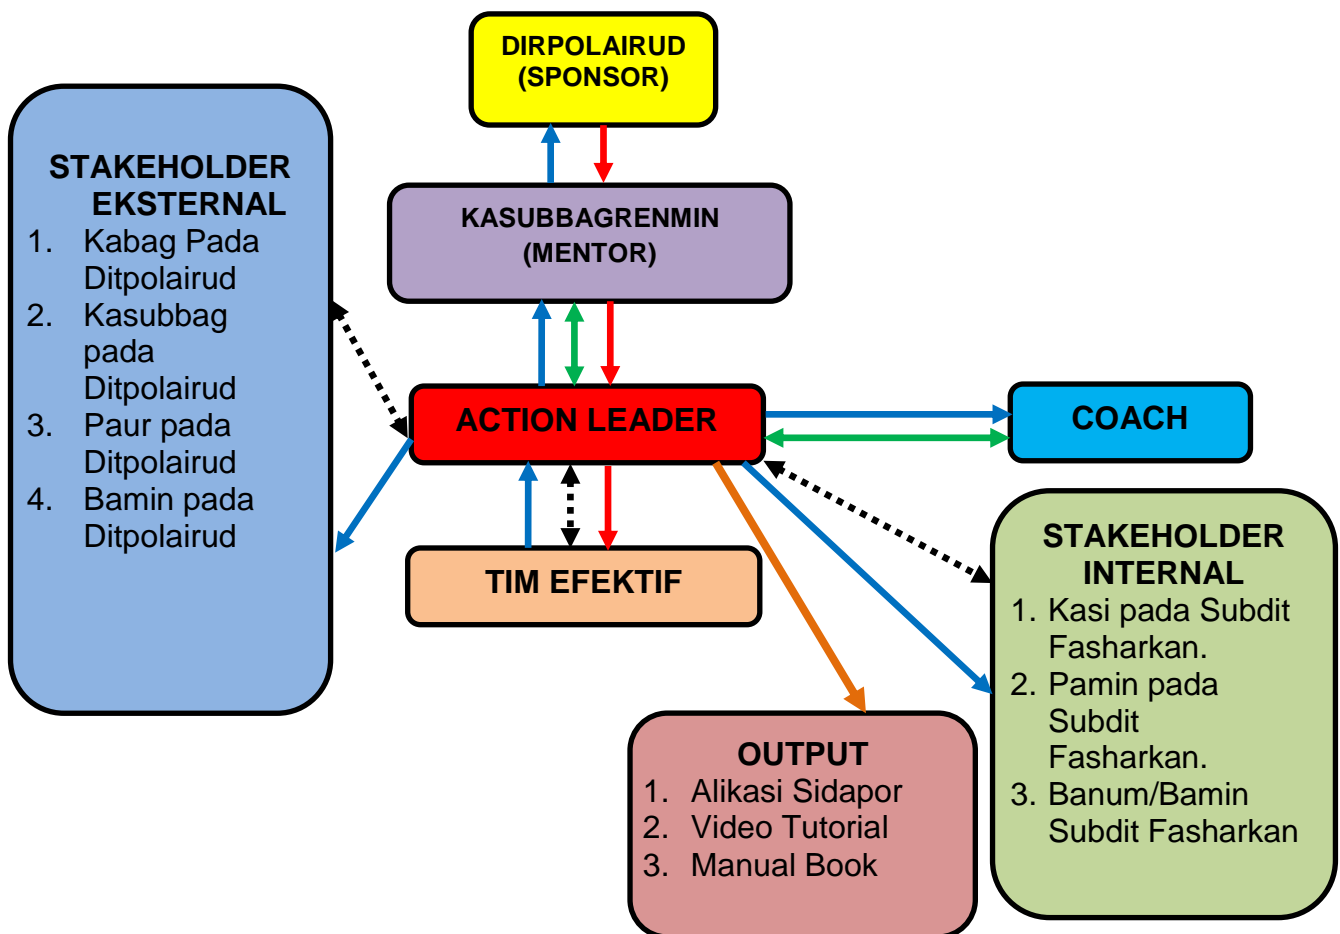 DIRPOLAIRUD
(SPONSOR)
STAKEHOLDER
EKSTERNAL
1. Kabag Pada
Ditpolairud
2. Kasubbag
pada
Ditpolairud
3. Paur pada
Ditpolairud
4. Bamin pada
Ditpolairud
KASUBBAGRENMIN
(MENTOR)
ACTION LEADER
COACH
TIM EFEKTIF
STAKEHOLDER
INTERNAL
1. Kasi pada Subdit
Fasharkan.
2. Pamin pada
Subdit
Fasharkan.
3. Banum/Bamin
Subdit Fasharkan
OUTPUT
1. Alikasi Sidapor
2. Video Tutorial
3. Manual Book